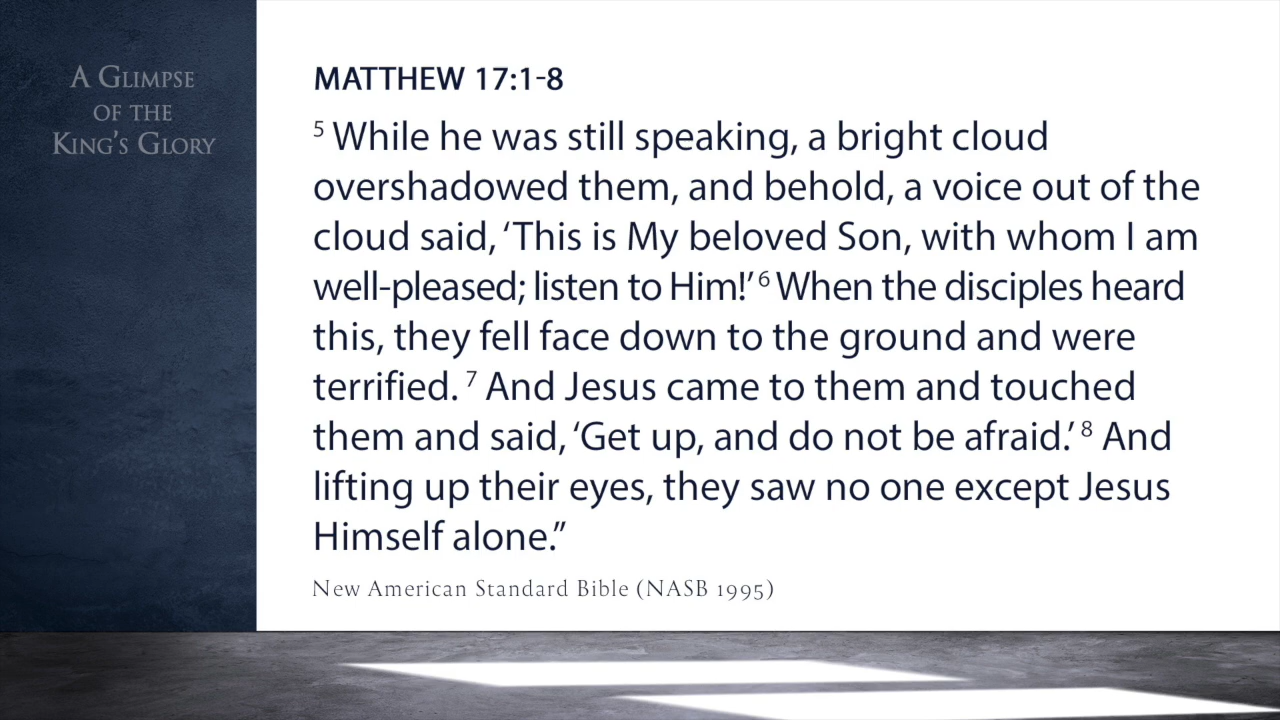 A Glimpse
of the
King's Glory
MATTHEW 17:1-8
⁵ While he was still speaking, a bright cloud
overshadowed them, and behold, a voice out of the
cloud said, ‘This is My beloved Son, with whom I am
well-pleased; listen to Him!’ ⁶ When the disciples heard
this, they fell face down to the ground and were
terrified. ⁷ And Jesus came to them and touched
them and said, ‘Get up, and do not be afraid.’ ⁸ And
lifting up their eyes, they saw no one except Jesus
Himself alone.”
New American Standard Bible (NASB 1995)